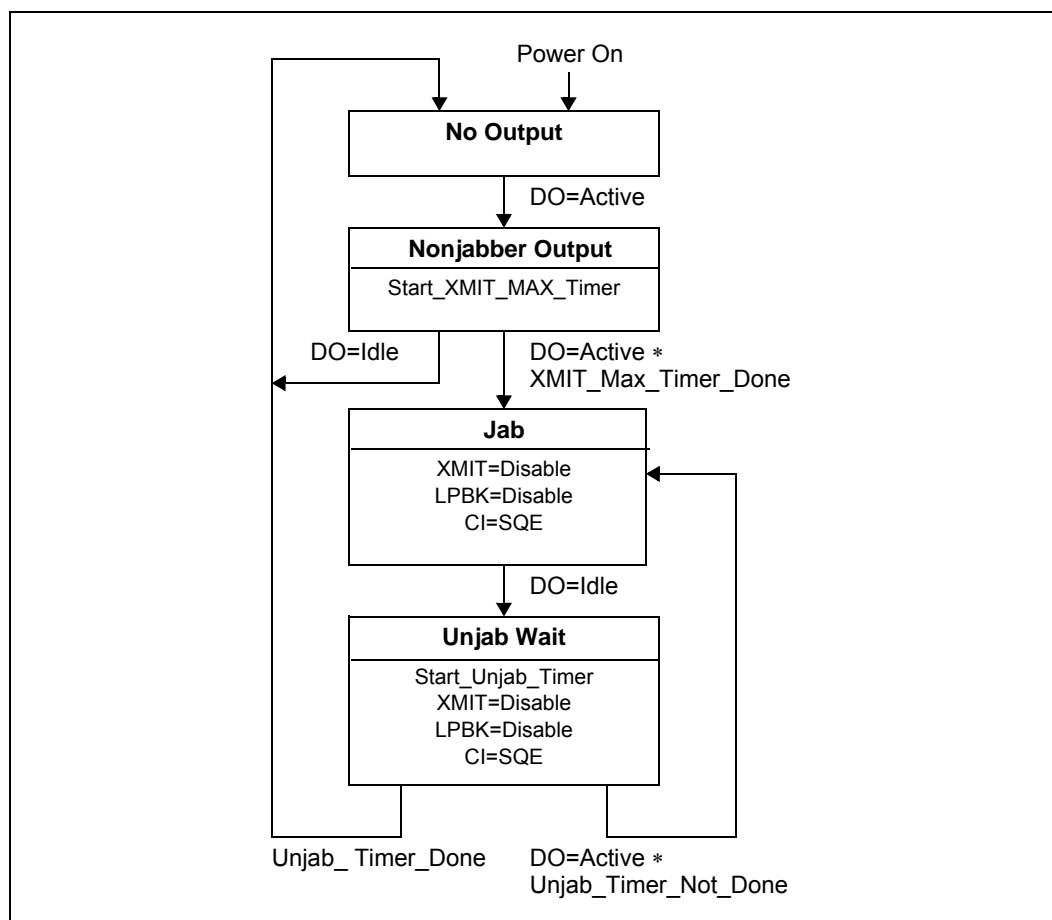 Power On
No Output
DO=Active
Nonjabber Output
Start_XMIT_MAX_Timer
DO=Idle
DO=Active *
XMIT_Max_Timer_Done
Jab
XMIT=Disable
LPBK=Disable
CI=SQE
DO=Idle
Unjab Wait
Start_Unjab_Timer
XMIT=Disable
LPBK=Disable
CI=SQE
Unjab_ Timer_Done
DO=Active *
Unjab_Timer_Not_Done